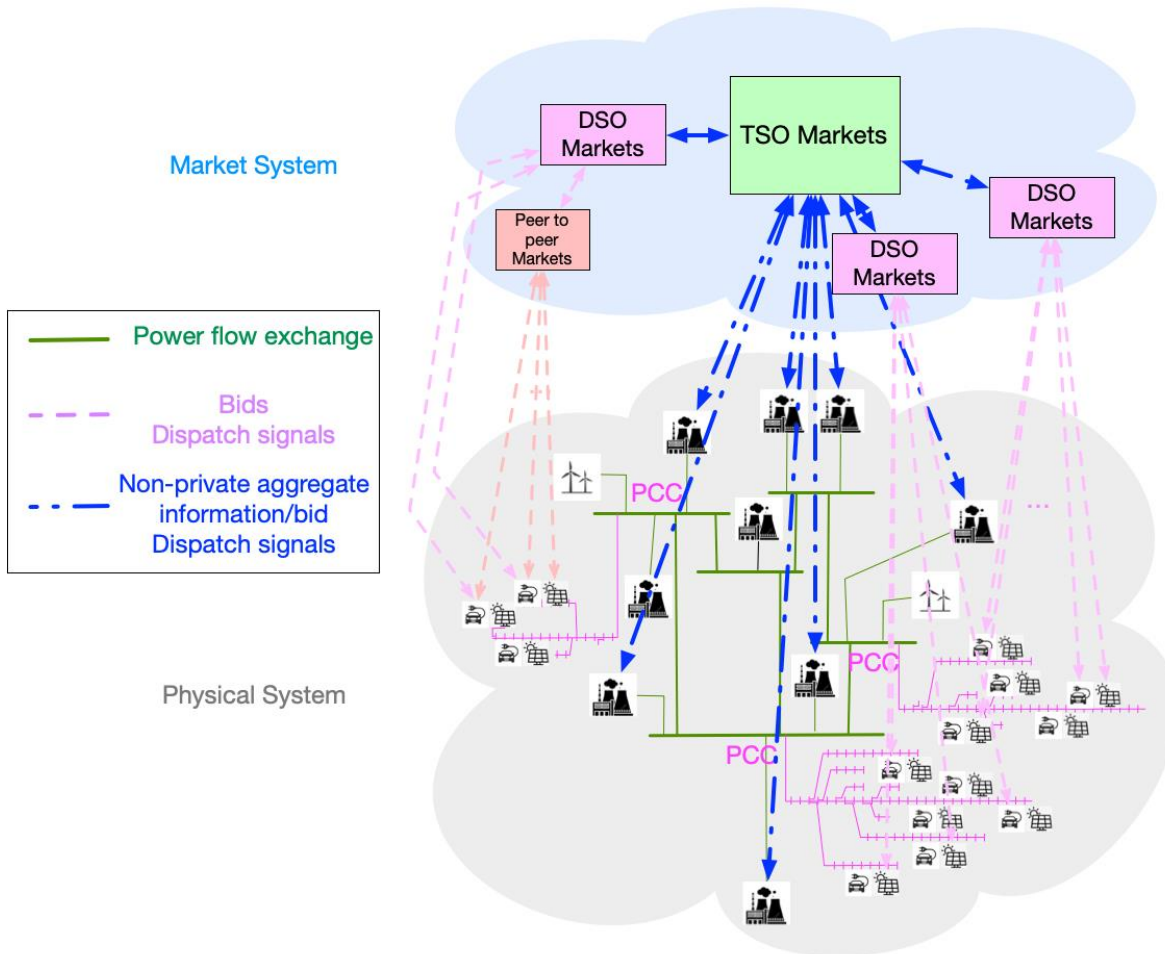 DSO
Markets
TSO Markets
Market System
DSO
Markets
Peer to
peer
Markets
DSO
Markets
Power flow exchange
Bids
Dispatch signals
Non-private aggregate
information/bid
Dispatch signals
PCC
...
PCC
Physical System
PCC